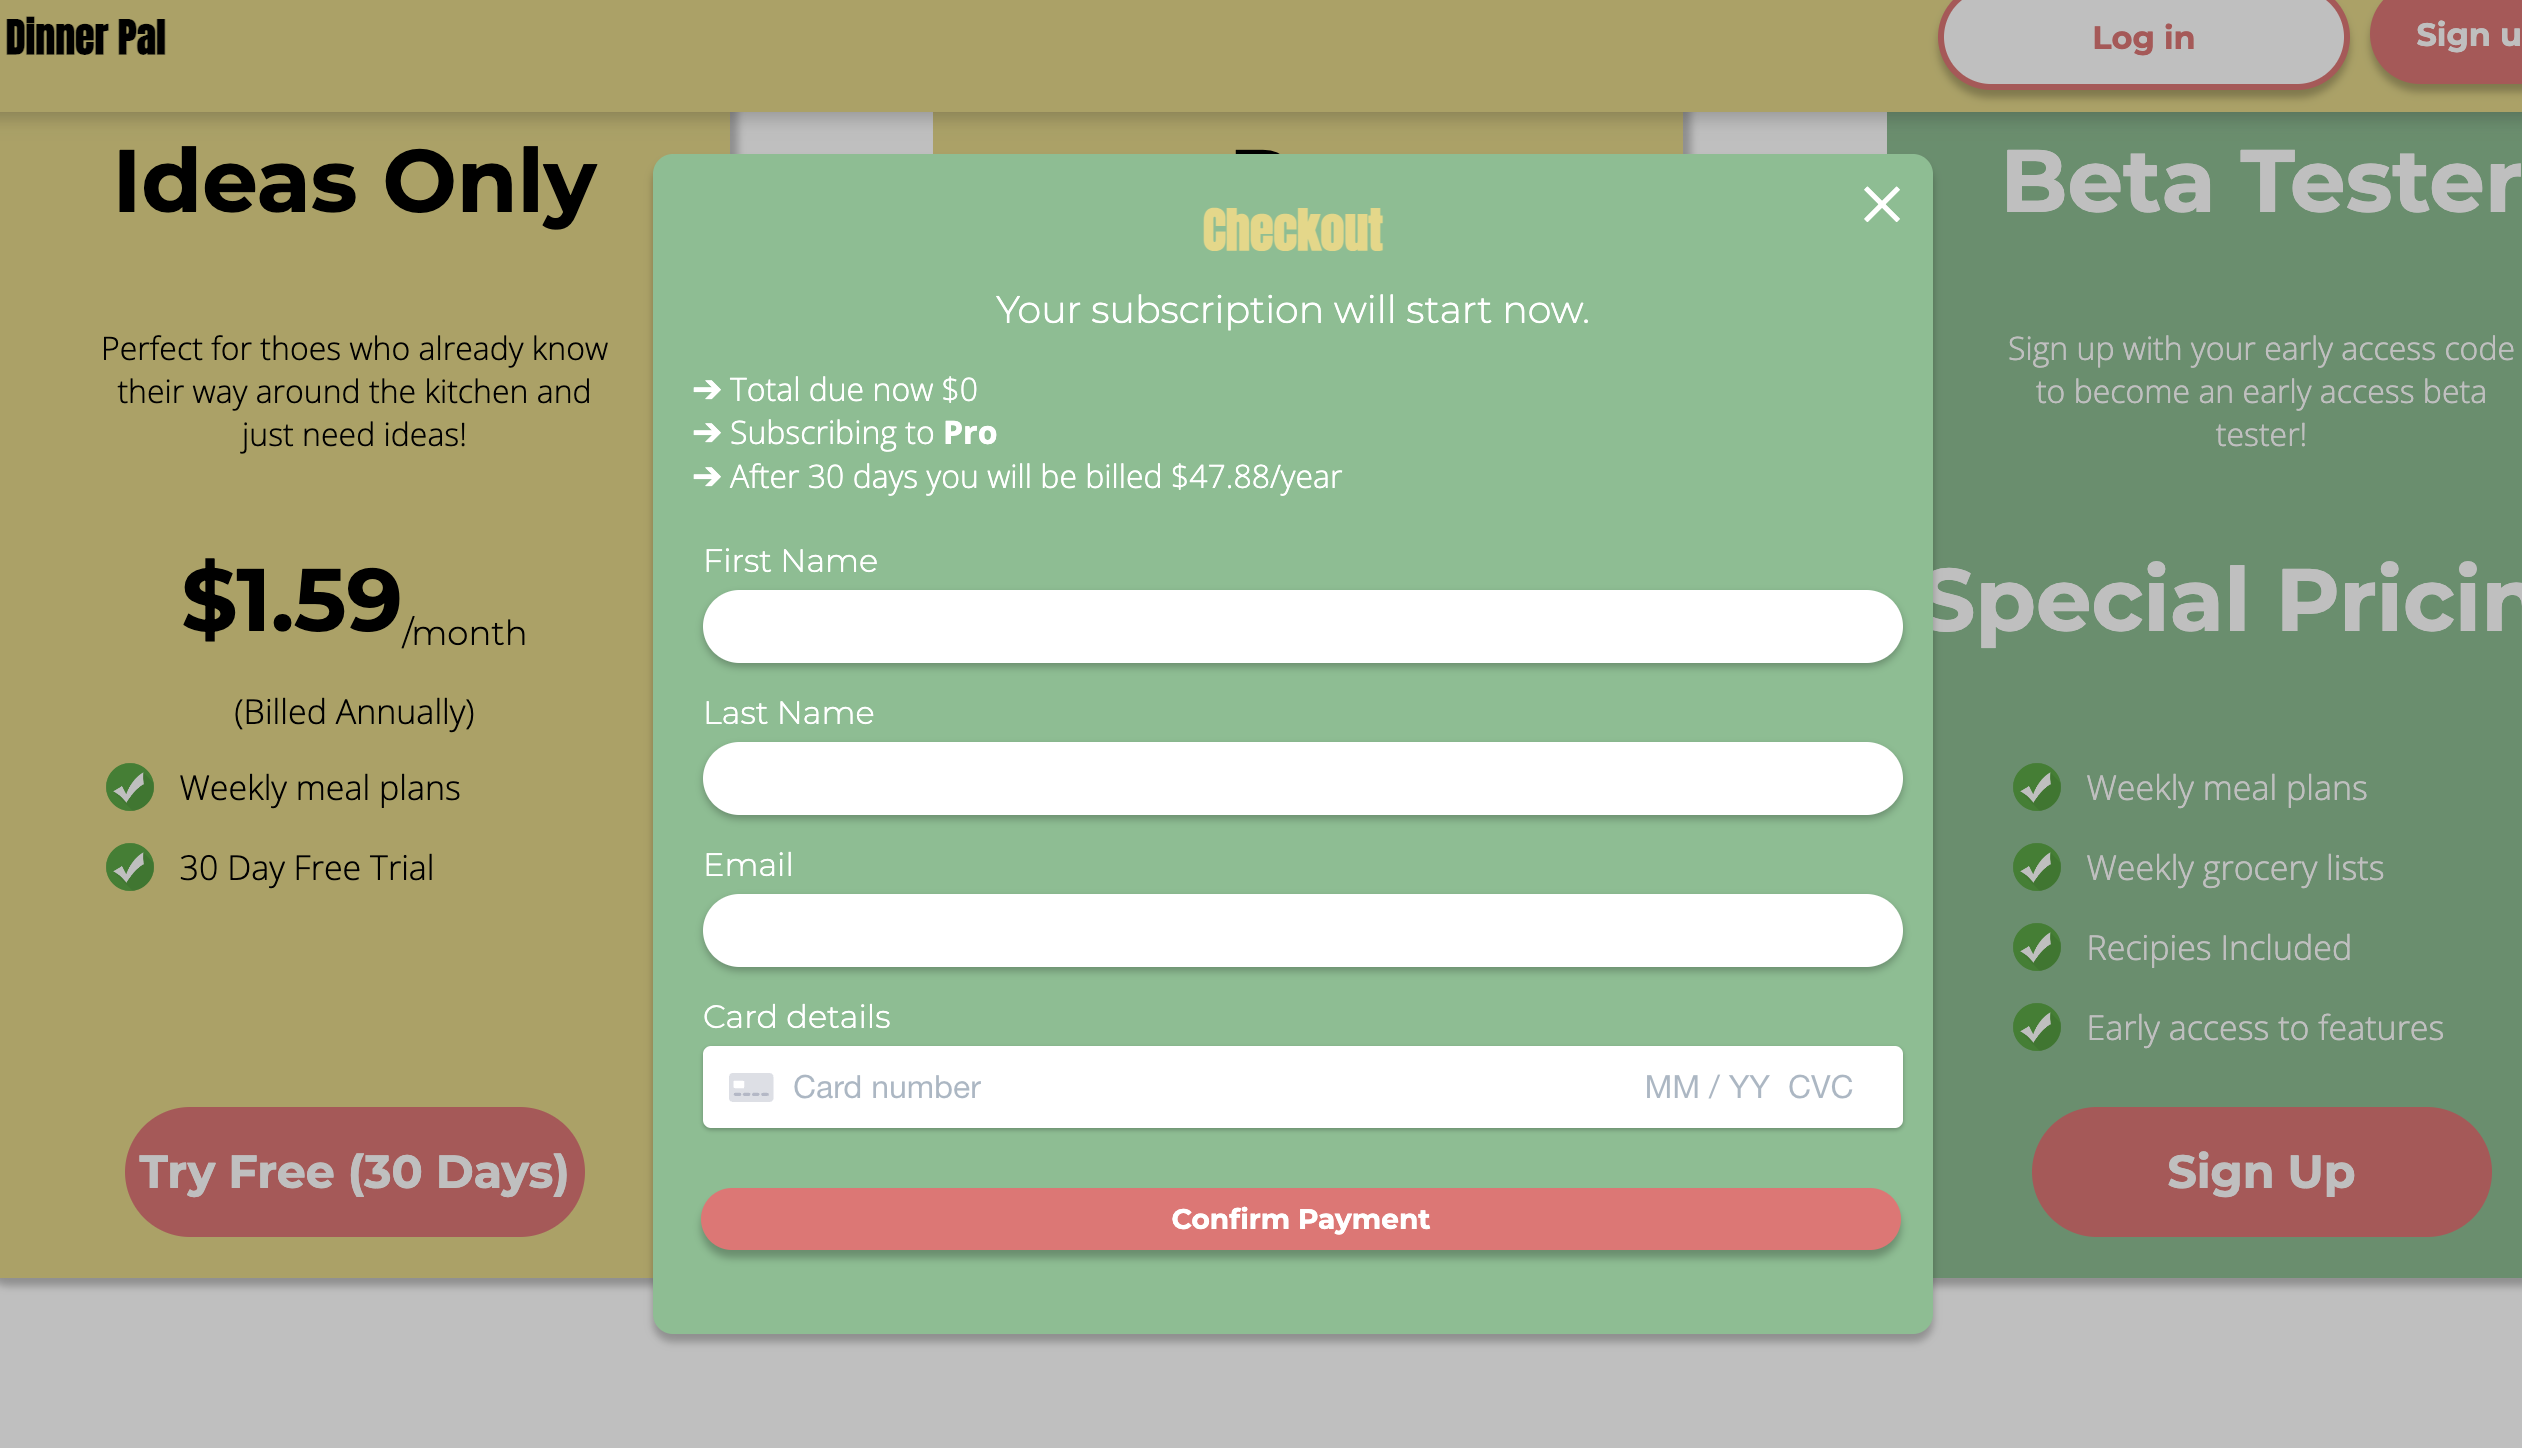 Dinner Pal
Log in
Sign u
Ideas Only
Perfect for thoes who already know
their way around the kitchen and
just need ideas!
$1.59/month
(Billed Annually)
Weekly meal plans
30 Day Free Trial
Try Free (30 Days)
Checkout
Your subscription will start now.
➔ Total due now $0
➔ Subscribing to Pro
➔ After 30 days you will be billed $47.88/year
First Name
Last Name
Email
Card details
Card number MM / YY CVC
Confirm Payment
Beta Tester
Sign up with your early access code
to become an early access beta
tester!
Special Pricin
Weekly meal plans
Weekly grocery lists
Recipies Included
Early access to features
Sign Up